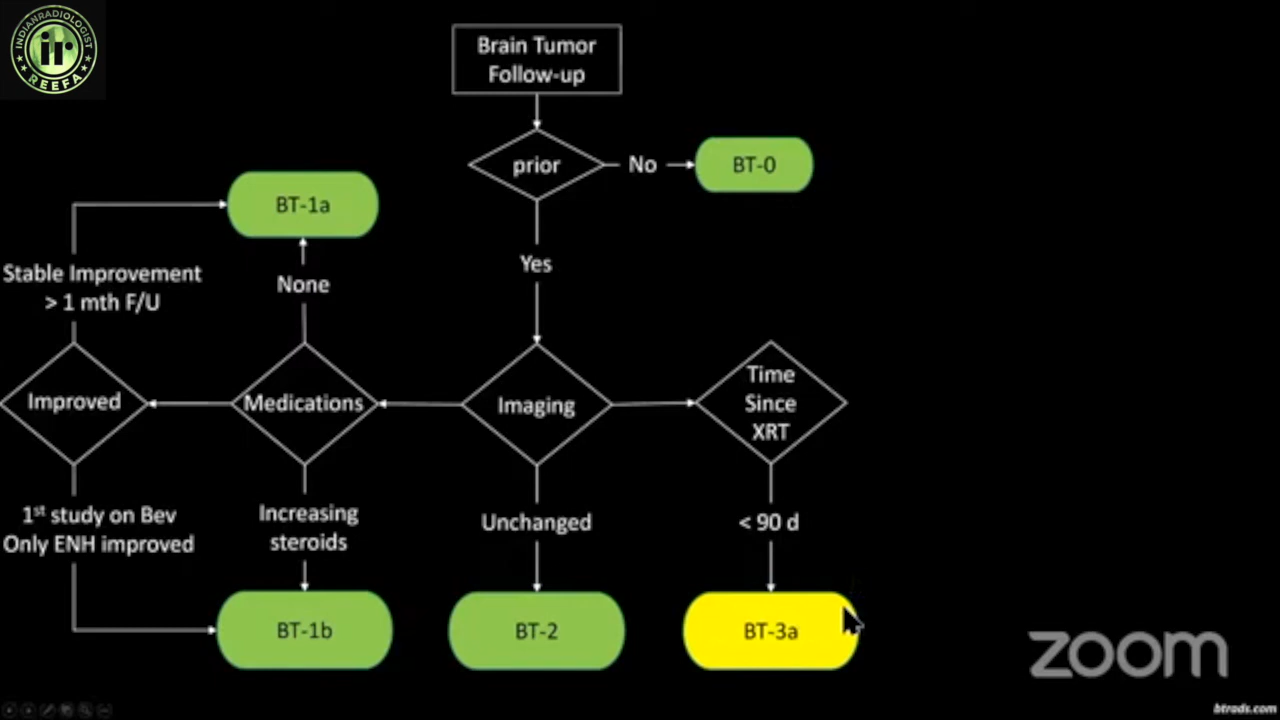 INDIANRADIOLOGIST
ir
REEFA
Brain Tumor
Follow-up
prior
No
BT-0
BT-1a
Yes
Stable Improvement
> 1 mth F/U
None
Improved
Medications
Imaging
Time
Since
XRT
1st study on Bev
Only ENH improved
Increasing
steroids
Unchanged
< 90 d
BT-1b
BT-2
BT-3a
zoom
btrads.com